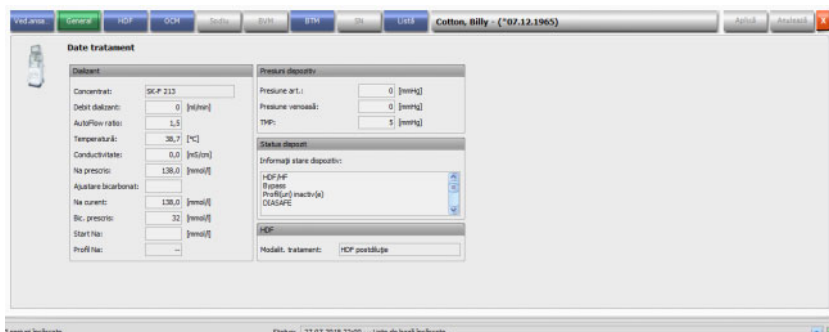 Ved.ansa.. General HDF OCM Sodiu BVM BTM SN Listă Cotton, Billy - (*07.12.1965) Aplică Anulează X
Date tratament
Dializant
Concentrat: SK-F 213
Debit dializant: 0 [ml/min]
AutoFlow ratio: 1,5
Temperatură: 38,7 [°C]
Conductivitate: 0,0 [mS/cm]
Na prescris: 138,0 [mmol/l]
Ajustare bicarbonat:
Na curent: 138,0 [mmol/l]
Bic. prescris: 32 [mmol/l]
Start Na: [mmol/l]
Profil Na: --
Presiuni dispozitiv
Presiune art.: 0 [mmHg]
Presiune venoasă: 0 [mmHg]
TMP: 5 [mmHg]
Status dispozit
Informații stare dispozitiv:
HDF/HF
Bypass
Profil(uri) inactiv(e)
DIASAFE
HDF
Modalit. tratament: HDF postdiluție